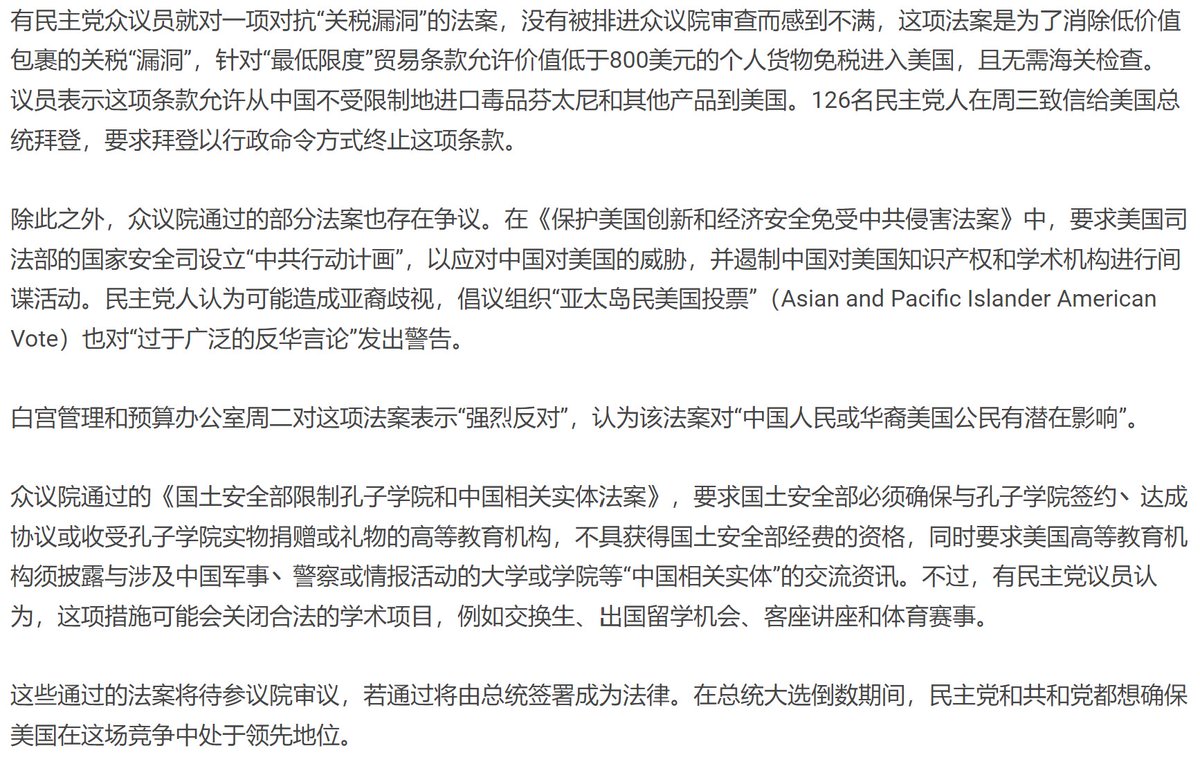 有民主党众议员就对一项对抗“关税漏洞”的法案，没有被排进众议院审查而感到不满，这项法案是为了消除低价值
包裹的关税“漏洞”，针对“最低限度”贸易条款允许价值低于800美元的个人货物免税进入美国，且无需海关检查。
议员表示这项条款允许从中国不受限制地进口毒品芬太尼和其他产品到美国。126名民主党人在周三致信给美国总
统拜登，要求拜登以行政命令方式终止这项条款。
除此之外，众议院通过的部分法案也存在争议。在《保护美国创新和经济安全免受中共侵害法案》中，要求美国司
法部的国家安全司设立“中共行动计画”，以应对中国对美国的威胁，并遏制中国对美国知识产权和学术机构进行间
谍活动。民主党人认为可能造成亚裔歧视，倡议组织“亚太岛民美国投票”（Asian and Pacific Islander American
Vote）也对“过于广泛的反华言论”发出警告。
白宫管理和预算办公室周二对这项法案表示“强烈反对”，认为该法案对“中国人民或华裔美国公民有潜在影响”。
众议院通过的《国土安全部限制孔子学院和中国相关实体法案》，要求国土安全部必须确保与孔子学院签约、达成
协议或收受孔子学院实物捐赠或礼物的高等教育机构，不具获得国土安全部经费的资格，同时要求美国高等教育机
构须披露与涉及中国军事、警察或情报活动的大学或学院等“中国相关实体”的交流资讯。不过，有民主党议员认
为，这项措施可能会关闭合法的学术项目，例如交换生、出国留学机会、客座讲座和体育赛事。
这些通过的法案将待参议院审议，若通过将由总统签署成为法律。在总统大选倒数期间，民主党和共和党都想确保
美国在这场竞争中处于领先地位。